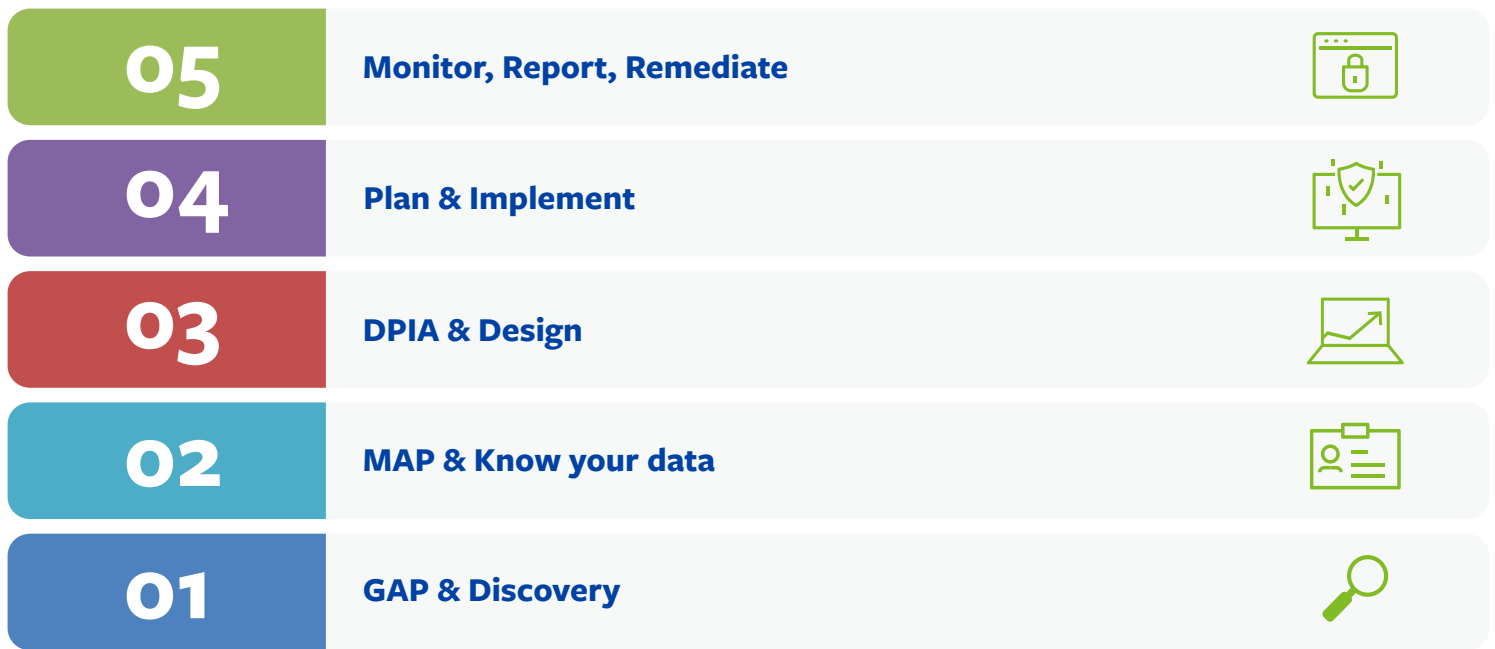 05
Monitor, Report, Remediate
04
Plan & Implement
03
DPIA & Design
02
MAP & Know your data
01
GAP & Discovery